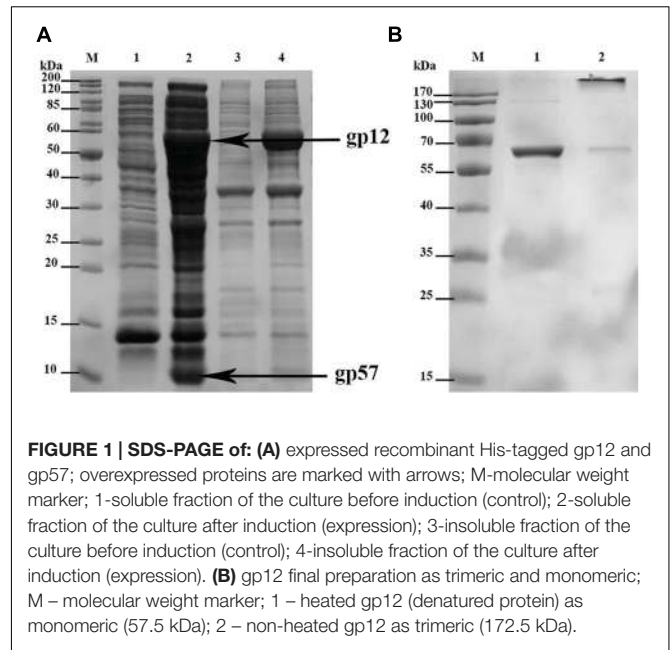 A
B
M 1 2 3 4
M 1 2
kDa
200
120
85
60
50
40
30
25
20
15
10
gp12
gp57
kDa
170
130
100
70
55
40
35
25
15
FIGURE 1 | SDS-PAGE of: (A) expressed recombinant His-tagged gp12 and
gp57; overexpressed proteins are marked with arrows; M-molecular weight
marker; 1-soluble fraction of the culture before induction (control); 2-soluble
fraction of the culture after induction (expression); 3-insoluble fraction of the
culture before induction (control); 4-insoluble fraction of the culture after
induction (expression). (B) gp12 final preparation as trimeric and monomeric;
M – molecular weight marker; 1 – heated gp12 (denatured protein) as
monomeric (57.5 kDa); 2 – non-heated gp12 as trimeric (172.5 kDa).